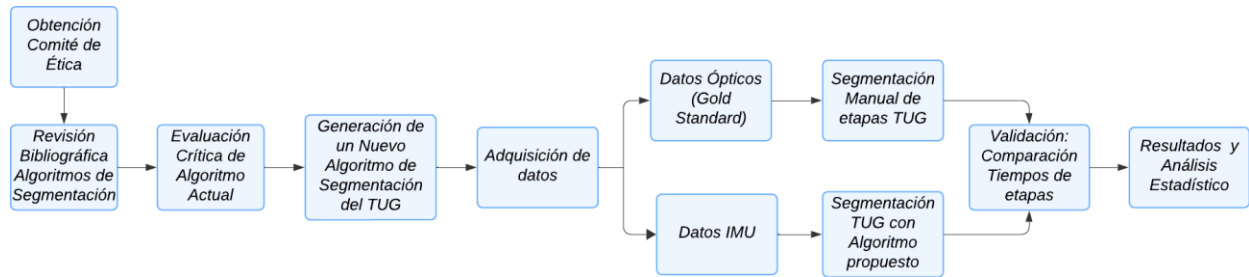 Obtención
Comité de
Ética
Revisión
Bibliográfica
Algoritmos de
Segmentación
Evaluación
Crítica de
Algoritmo
Actual
Generación de
un Nuevo
Algoritmo de
Segmentación
del TUG
Adquisición de
datos
Datos Ópticos
(Gold
Standard)
Segmentación
Manual de
etapas TUG
Datos IMU
Segmentación
TUG con
Algoritmo
propuesto
Validación:
Comparación
Tiempos de
etapas
Resultados y
Análisis
Estadístico